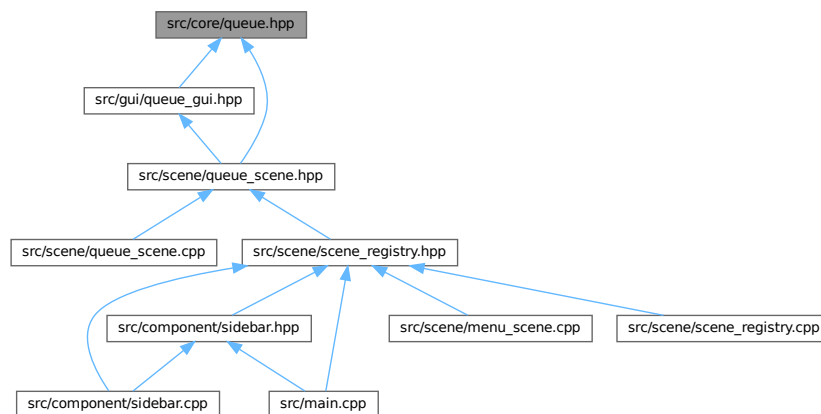 src/core/queue.hpp
src/gui/queue_gui.hpp
src/scene/queue_scene.hpp
src/scene/queue_scene.cpp
src/scene/scene_registry.hpp
src/component/sidebar.hpp
src/scene/menu_scene.cpp
src/scene/scene_registry.cpp
src/component/sidebar.cpp
src/main.cpp